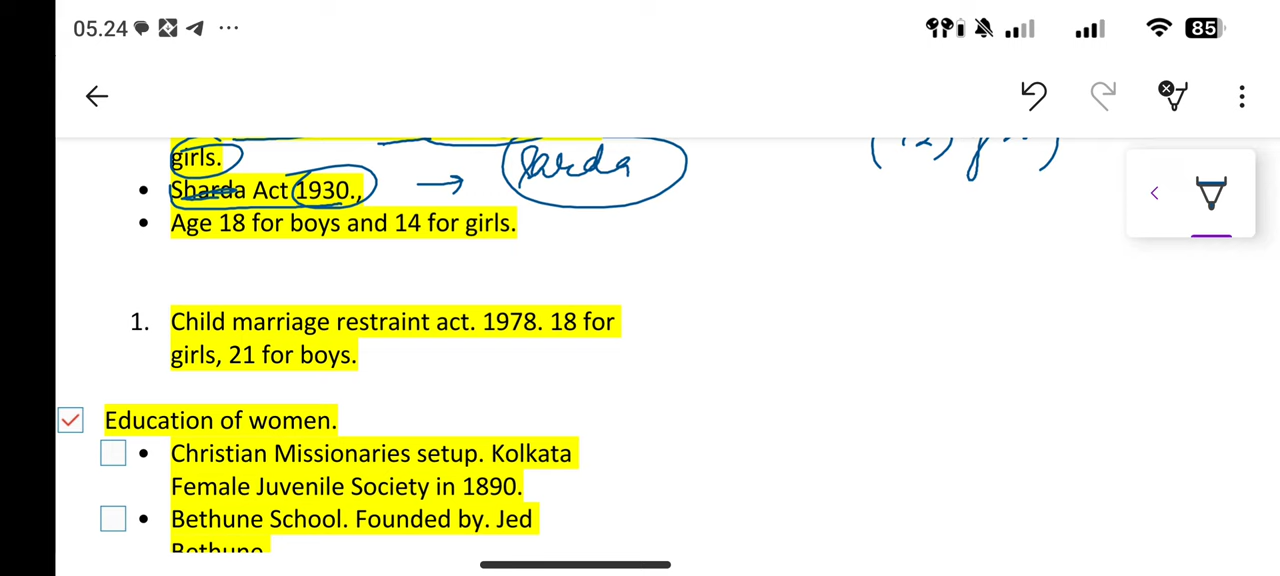 05.24 ...
85
girls.
Sharda Act 1930., → Sarda
• Age 18 for boys and 14 for girls.
1. Child marriage restraint act. 1978. 18 for
girls, 21 for boys.
Education of women.
• Christian Missionaries setup. Kolkata
Female Juvenile Society in 1890.
• Bethune School. Founded by. Jed
Bethune